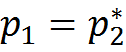 p₁ = p₂*